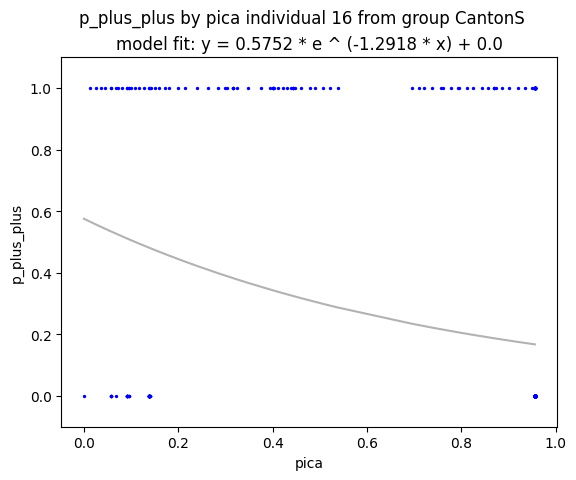 p_plus_plus by pica individual 16 from group CantonS
model fit: y = 0.5752 * e ^ (-1.2918 * x) + 0.0
1.0
0.8
0.6
0.4
0.2
0.0
p_plus_plus
0.0 0.2 0.4 0.6 0.8 1.0
pica